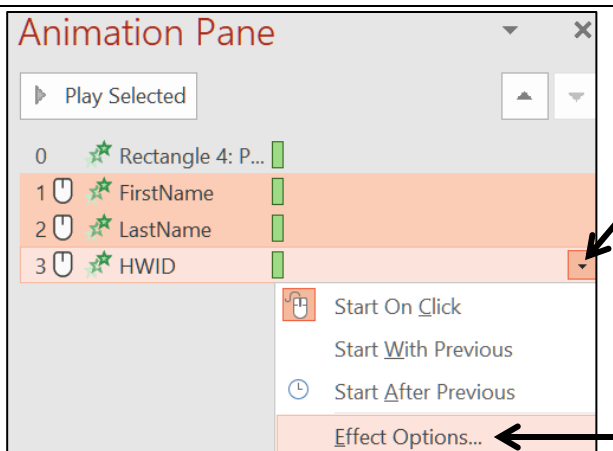 Animation Pane
Play Selected
0 Rectangle 4: P...
1 FirstName
2 LastName
3 HWID
Start On Click
Start With Previous
Start After Previous
Effect Options...